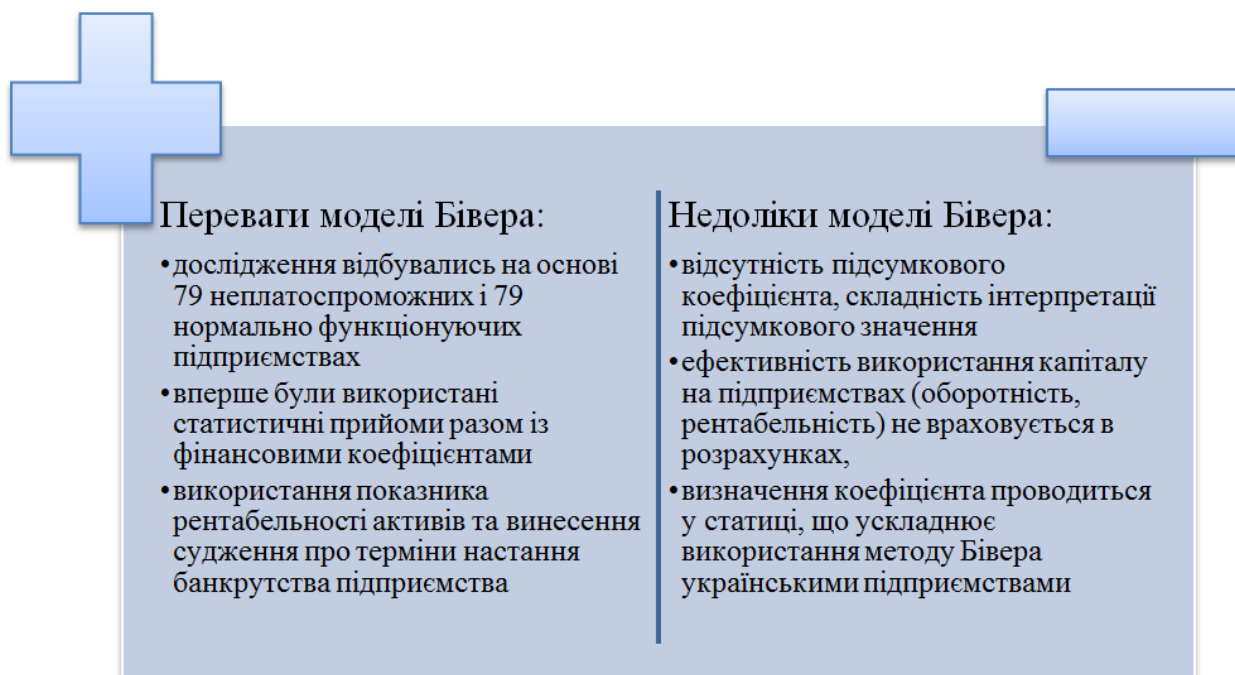 Переваги моделі Бівера:
•дослідження відбувались на основі
79 неплатоспроможних і 79
нормально функціонуючих
підприємствах
•вперше були використані
статистичні прийоми разом із
фінансовими коефіцієнтами
•використання показника
рентабельності активів та винесення
судження про терміни настання
банкрутства підприємства
Недоліки моделі Бівера:
•відсутність підсумкового
коефіцієнта, складність інтерпретації
підсумкового значення
•ефективність використання капіталу
на підприємствах (оборотність,
рентабельність) не враховується в
розрахунках,
•визначення коефіцієнта проводиться
у статиці, що ускладнює
використання методу Бівера
українськими підприємствами